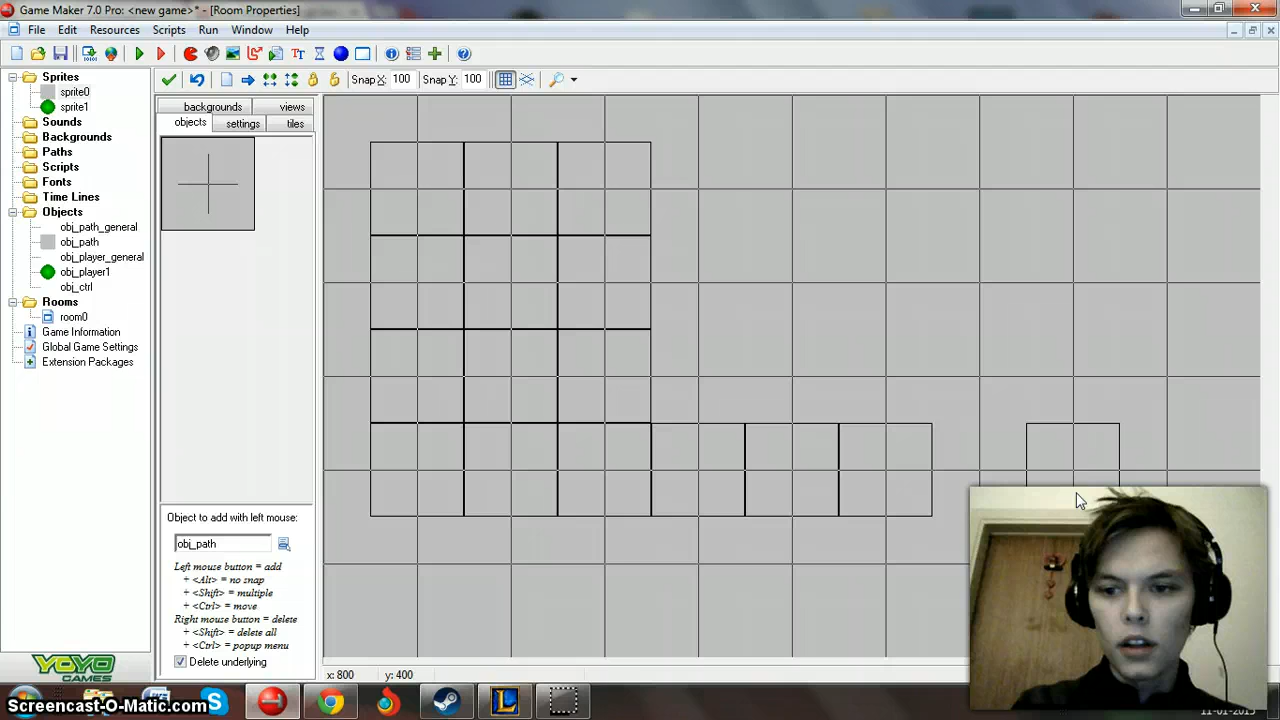 Game Maker 7.0 Pro: <new game>* - [Room Properties]
File Edit Resources Scripts Run Window Help
Snap X: 100 Snap Y: 100
Sprites
sprite0
sprite1
Sounds
Backgrounds
Paths
Scripts
Fonts
Time Lines
Objects
obj_path_general
obj_path
obj_player_general
obj_player1
obj_ctrl
Rooms
room0
Game Information
Global Game Settings
Extension Packages
backgrounds views
objects settings tiles
Object to add with left mouse:
obj_path
Left mouse button = add
+ <Alt> = no snap
+ <Shift> = multiple
+ <Ctrl> = move
Right mouse button = delete
+ <Shift> = delete all
+ <Ctrl> = popup menu
Delete underlying
x: 800 y: 400
YOYO
GAMES
Screencast-O-Matic.com
11-01-2015